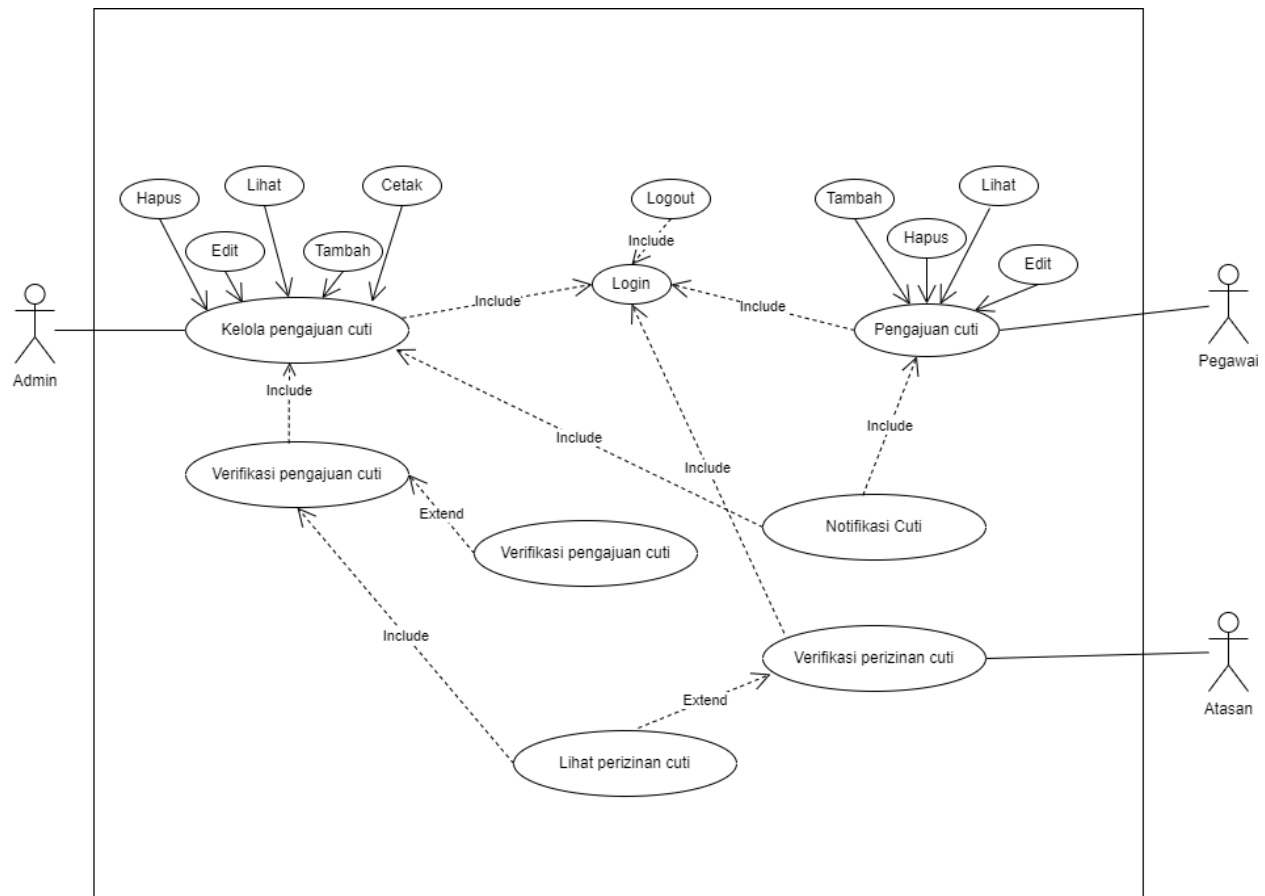 Hapus
Lihat
Cetak
Edit
Tambah
Logout
Include
Login
Tambah
Lihat
Hapus
Edit
Admin
Kelola pengajuan cuti
Include
Include
Pengajuan cuti
Pegawai
Include
Include
Include
Include
Verifikasi pengajuan cuti
Extend
Verifikasi pengajuan cuti
Notifikasi Cuti
Include
Verifikasi perizinan cuti
Atasan
Extend
Lihat perizinan cuti